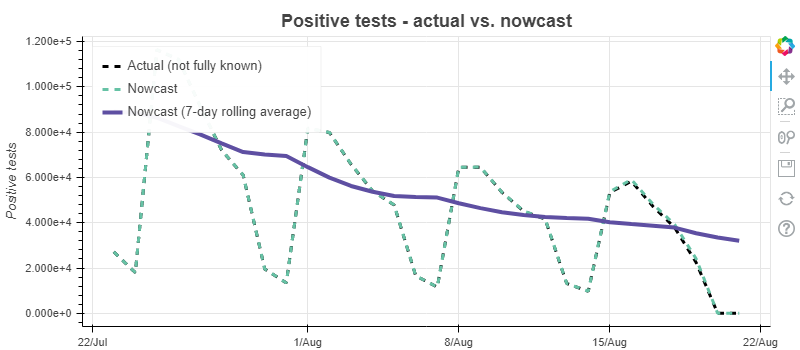 Positive tests - actual vs. nowcast
Positive tests
1.200e+5
1.000e+5
8.000e+4
6.000e+4
4.000e+4
2.000e+4
0.000e+0
Actual (not fully known)
Nowcast
Nowcast (7-day rolling average)
22/Jul
1/Aug
8/Aug
15/Aug
22/Aug